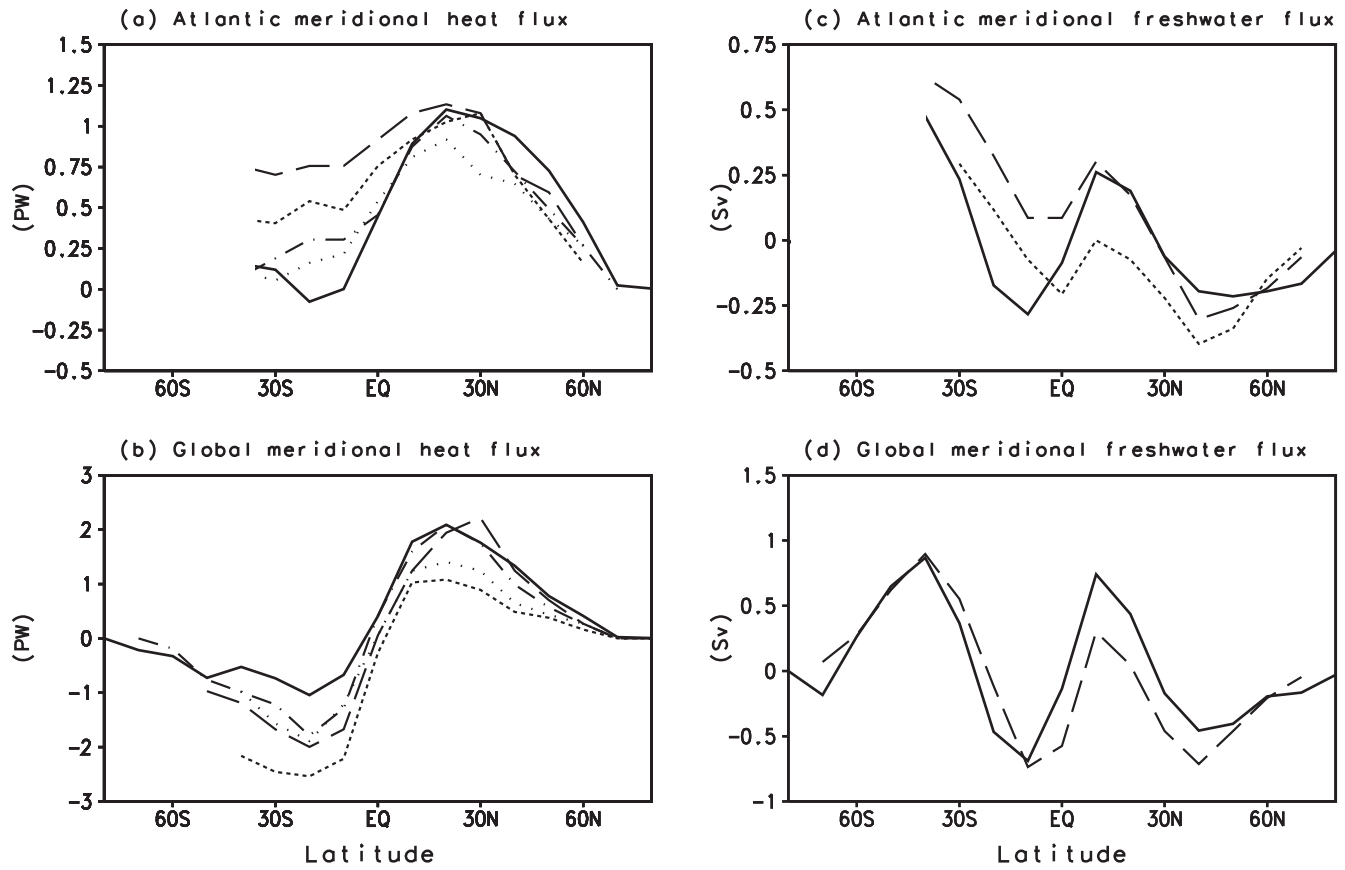 (a) Atlantic meridional heat flux
1.5
1.25
1
0.75
0.5
0.25
0
−0.25
−0.5
(PW)
60S 30S EQ 30N 60N
(c) Atlantic meridional freshwater flux
0.75
0.5
0.25
0
−0.25
−0.5
(Sv)
60S 30S EQ 30N 60N
(b) Global meridional heat flux
3
2
1
0
−1
−2
−3
(PW)
60S 30S EQ 30N 60N
Latitude
(d) Global meridional freshwater flux
1.5
1
0.5
0
−0.5
−1
(Sv)
60S 30S EQ 30N 60N
Latitude